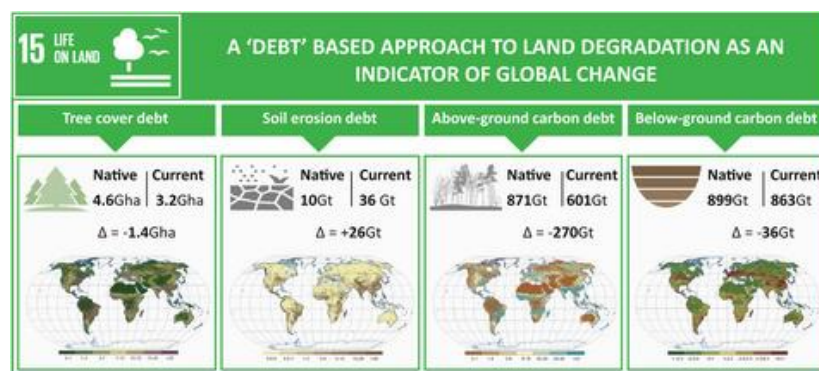 15 LIFE
ON LAND
A ‘DEBT’ BASED APPROACH TO LAND DEGRADATION AS AN
INDICATOR OF GLOBAL CHANGE
Tree cover debt
Native | Current
4.6Gha | 3.2Gha
Δ = -1.4Gha
Soil erosion debt
Native | Current
10Gt | 36 Gt
Δ = +26Gt
Above-ground carbon debt
Native | Current
871Gt | 601Gt
Δ = -270Gt
Below-ground carbon debt
Native | Current
899Gt | 863Gt
Δ = -36Gt